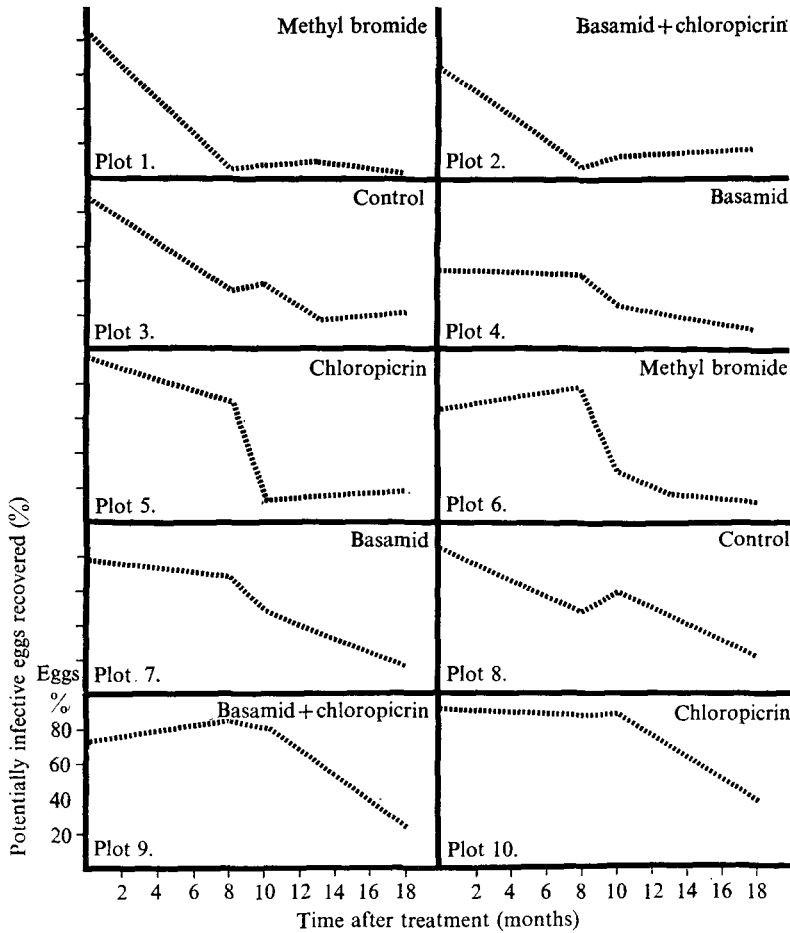 Methyl bromide
Plot 1.
Basamid+chloropicrin
Plot 2.
Control
Plot 3.
Basamid
Plot 4.
Chloropicrin
Plot 5.
Methyl bromide
Plot 6.
Basamid
Plot 7.
Control
Plot 8.
Basamid+chloropicrin
Plot 9.
Chloropicrin
Plot 10.
Potentially infective eggs recovered (%)
Eggs
%
80
60
40
20
2 4 6 8 10 12 14 16 18
2 4 6 8 10 12 14 16 18
Time after treatment (months)